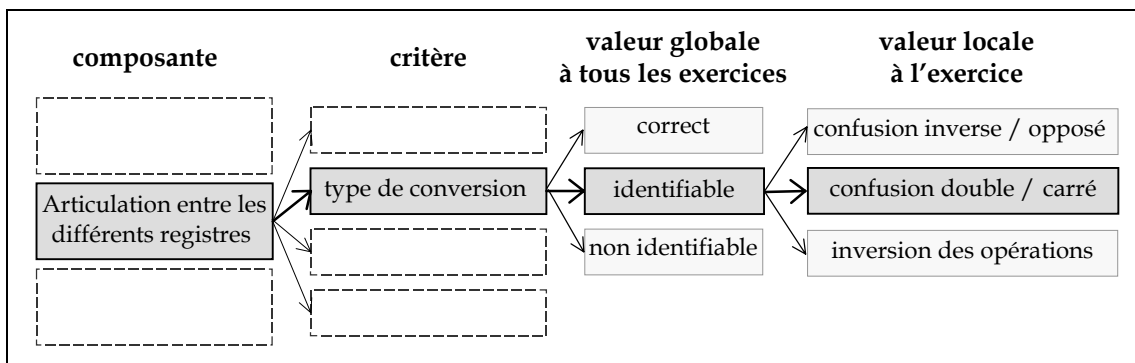 composante
critère
valeur globale
à tous les exercices
valeur locale
à l'exercice
correct
confusion inverse / opposé
Articulation entre les
différents registres
type de conversion
identifiable
confusion double / carré
non identifiable
inversion des opérations